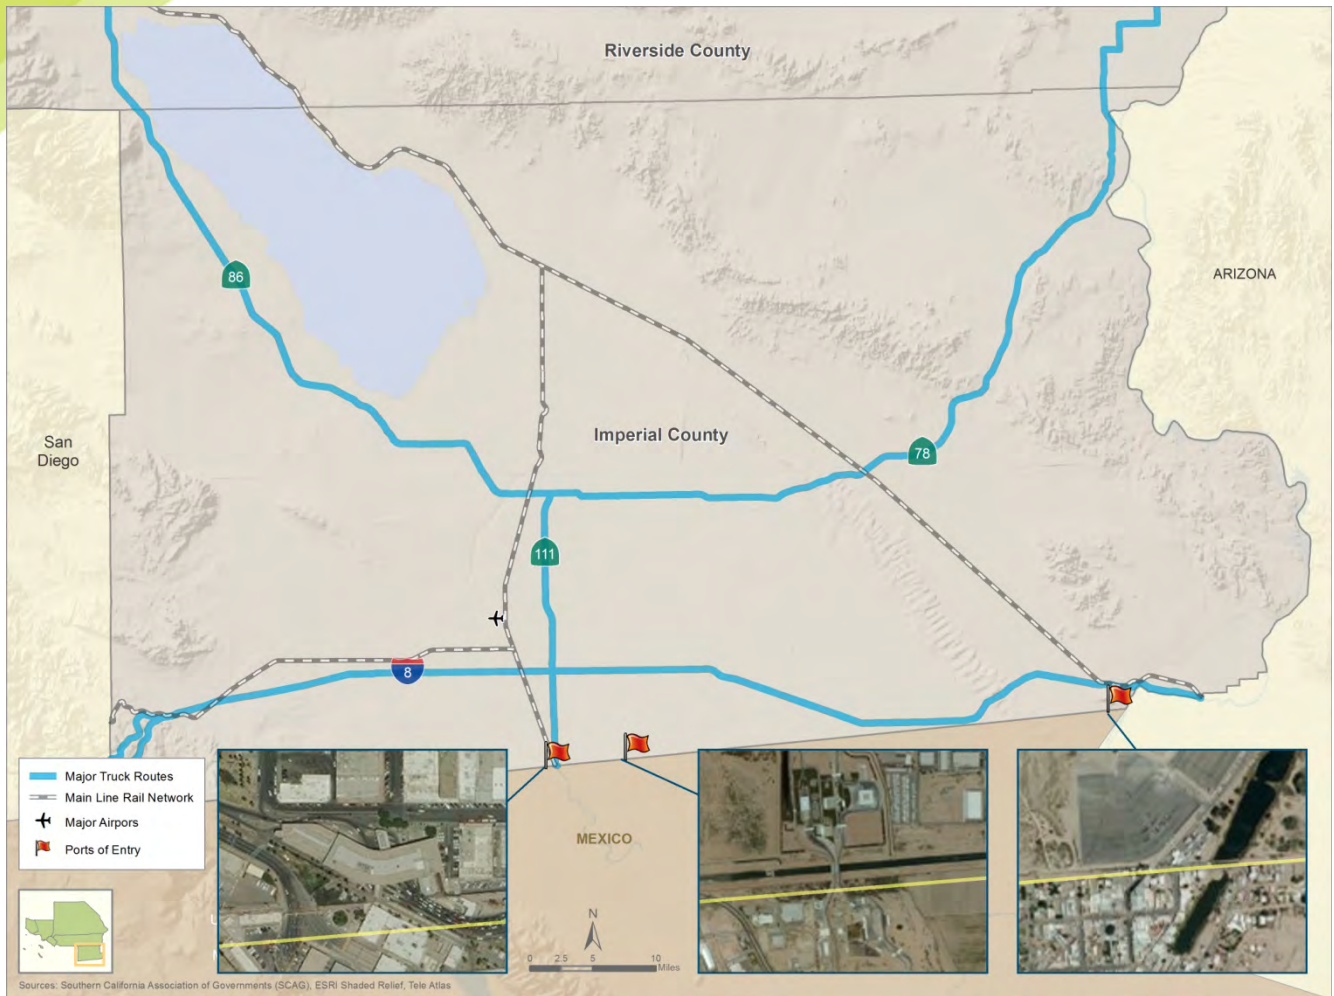 Riverside County
86
ARIZONA
San
Diego
Imperial County
78
111
8
Major Truck Routes
Main Line Rail Network
Major Airpors
Ports of Entry
MEXICO
N
0 2.5 5 10
Miles
Sources: Southern California Association of Governments (SCAG), ESRI Shaded Relief, Tele Atlas